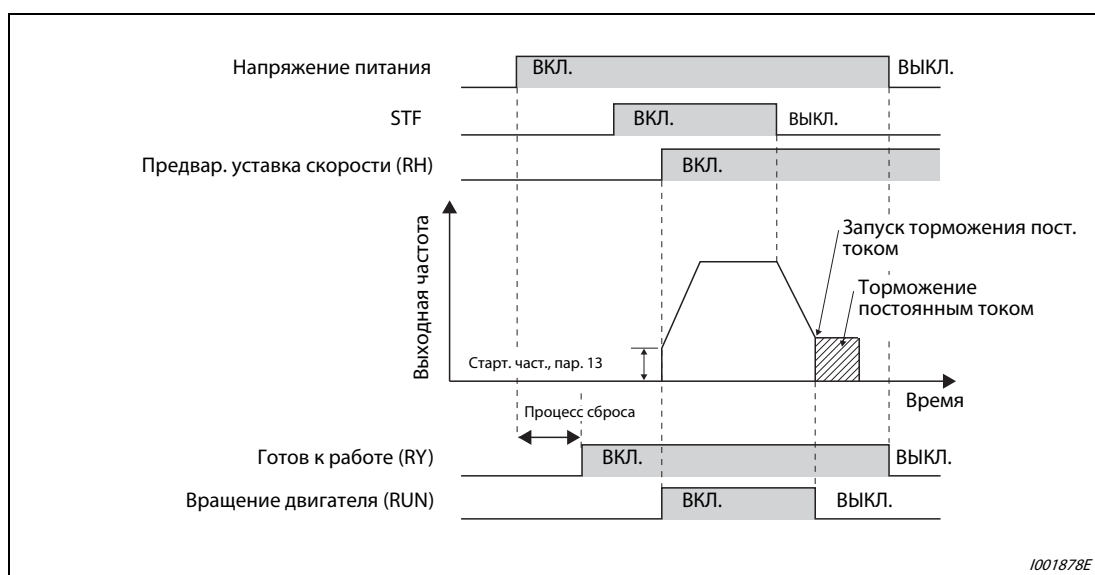 Напряжение питания
ВКЛ.
ВЫКЛ.
STF
ВКЛ.
ВЫКЛ.
Предвар. уставка скорости (RH)
ВКЛ.
Выходная частота
Запуск торможения пост.
током
Торможение
постоянным током
Старт. част., пар. 13
Время
Процесс сброса
Готов к работе (RY)
ВКЛ.
ВЫКЛ.
Вращение двигателя (RUN)
ВКЛ.
ВЫКЛ.
I001878E